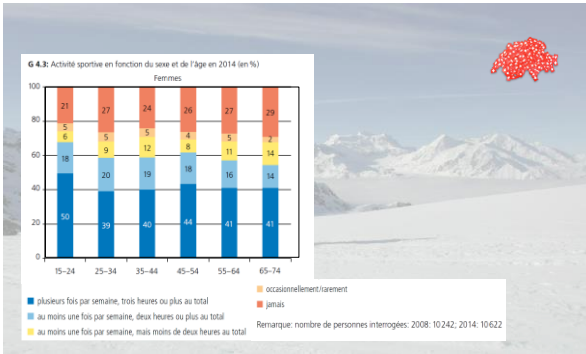 G 4.3: Activité sportive en fonction du sexe et de l'âge en 2014 (en %)
Femmes
100
80
60
40
20
0
21 27 24 26 27 29
5 5 5 4 5 2
6 9 12 8 11 14
18 20 19 18 16 14
50 39 40 44 41 41
15–24 25–34 35–44 45–54 55–64 65–74
plusieurs fois par semaine, trois heures ou plus au total
au moins une fois par semaine, deux heures ou plus au total
au moins une fois par semaine, mais moins de deux heures au total
occasionnellement/rarement
jamais
Remarque: nombre de personnes interrogées: 2008: 10242; 2014: 10622